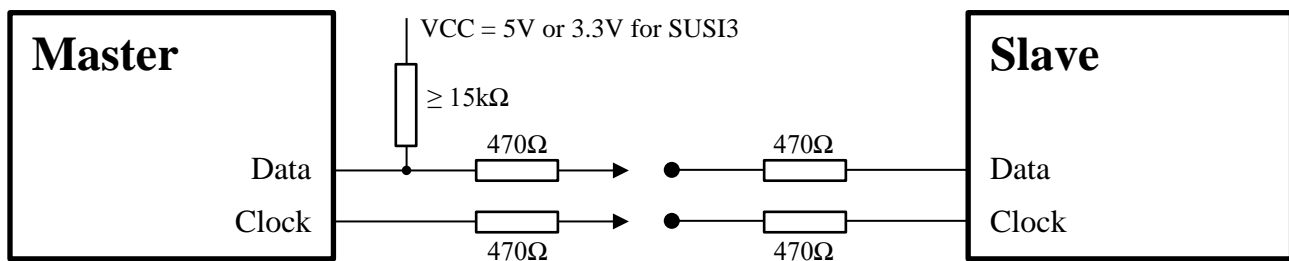 VCC = 5V or 3.3V for SUSI3
Master
Slave
≥ 15kΩ
470Ω
470Ω
Data
Data
Clock
Clock
470Ω
470Ω